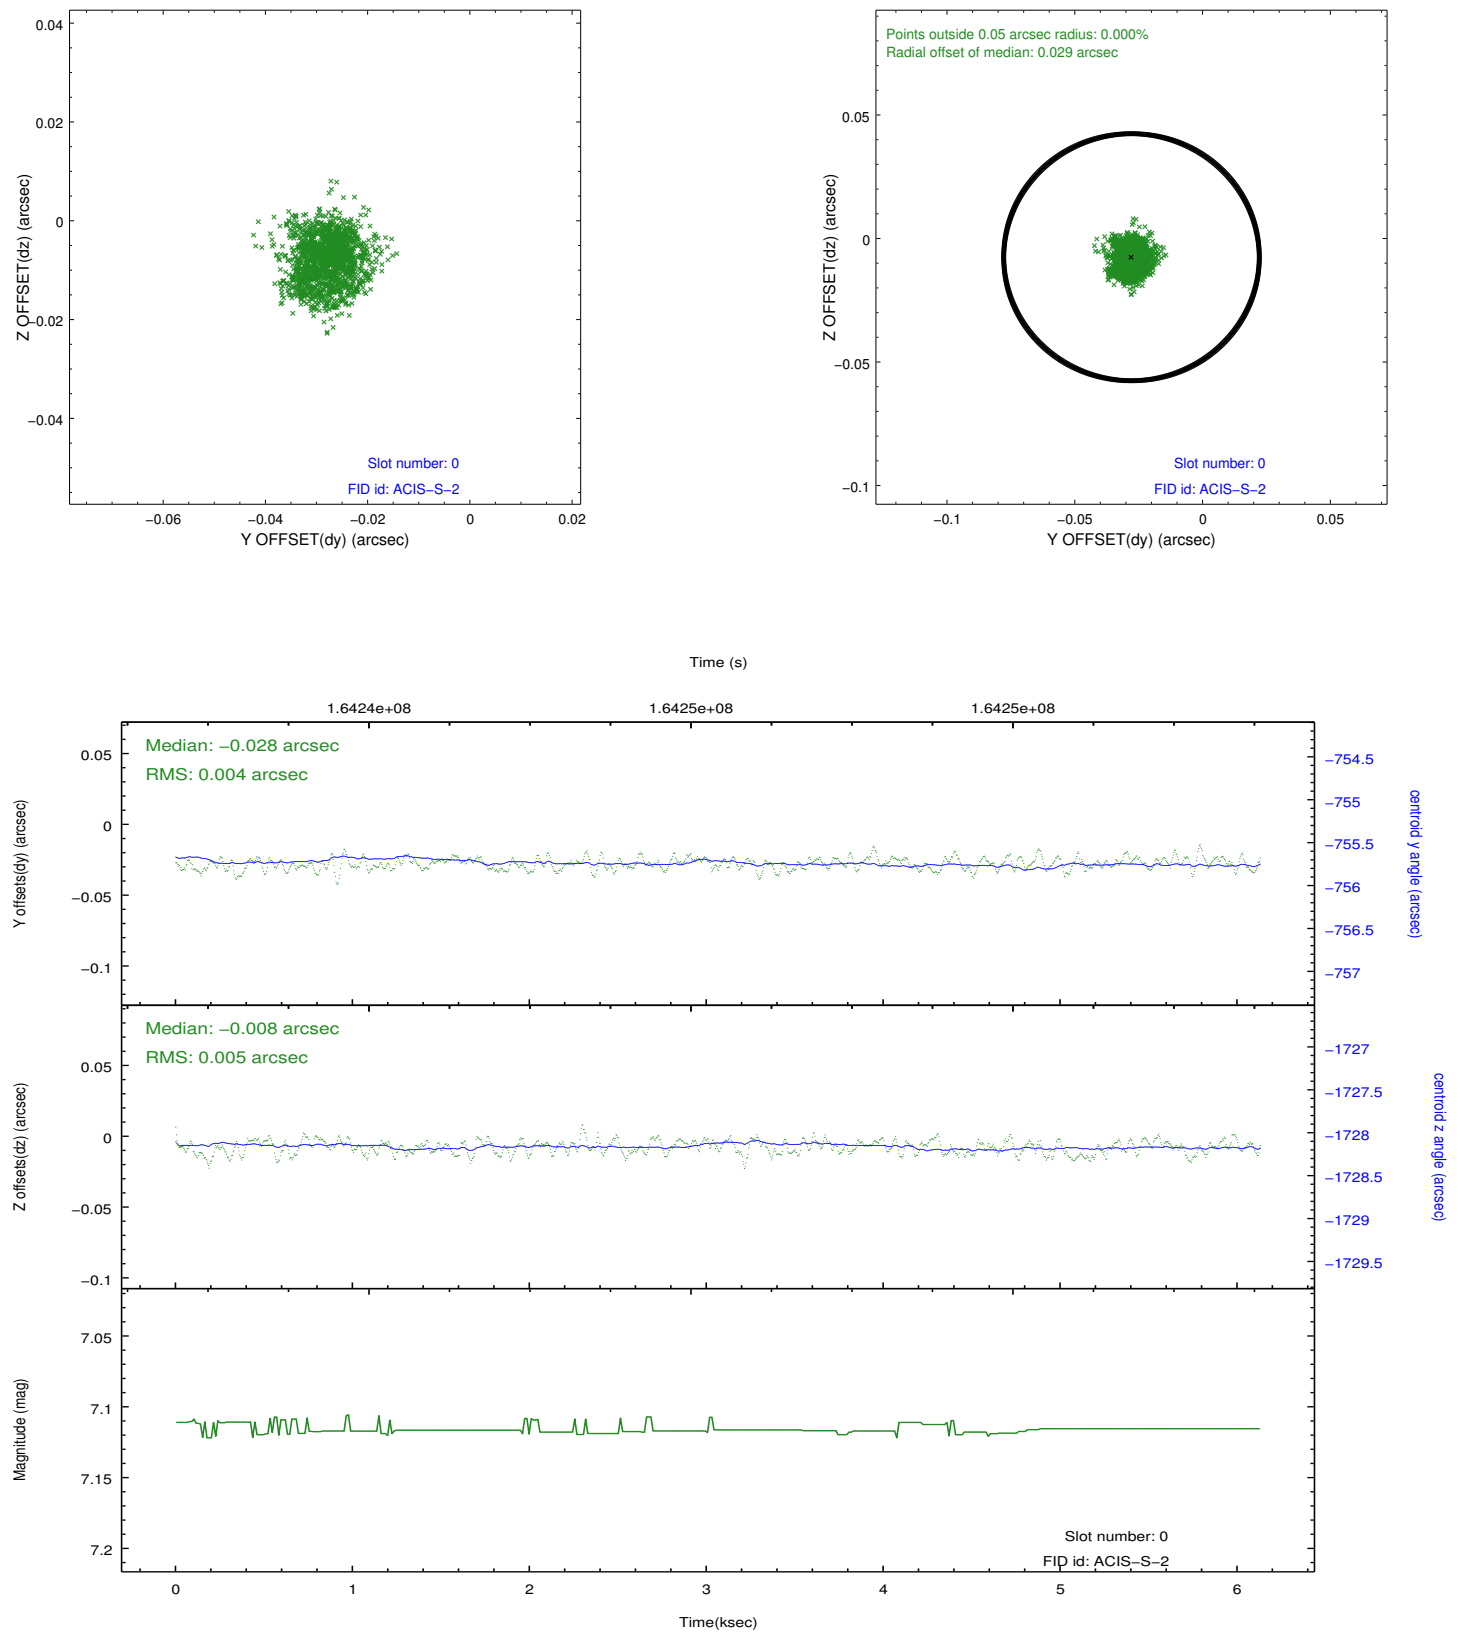 0.04
0.02
0
−0.02
−0.04
Z OFFSET(dz) (arcsec)
Slot number: 0
FID id: ACIS−S−2
−0.06
−0.04
−0.02
0
0.02
Y OFFSET(dy) (arcsec)
Points outside 0.05 arcsec radius: 0.000%
Radial offset of median: 0.029 arcsec
0.05
0
−0.05
−0.1
Z OFFSET(dz) (arcsec)
Slot number: 0
FID id: ACIS−S−2
−0.1
−0.05
0
0.05
Y OFFSET(dy) (arcsec)
Time (s)
1.6424e+08
1.6425e+08
1.6425e+08
Median: −0.028 arcsec
RMS: 0.004 arcsec
0.05
0
−0.05
−0.1
Y offsets(dy) (arcsec)
−754.5
−755
−755.5
−756
−756.5
−757
centroid y angle (arcsec)
Median: −0.008 arcsec
RMS: 0.005 arcsec
0.05
0
−0.05
−0.1
Z offsets(dz) (arcsec)
−1727
−1727.5
−1728
−1728.5
−1729
−1729.5
centroid z angle (arcsec)
7.05
7.1
7.15
7.2
Magnitude (mag)
Slot number: 0
FID id: ACIS−S−2
0
1
2
3
4
5
6
Time(ksec)